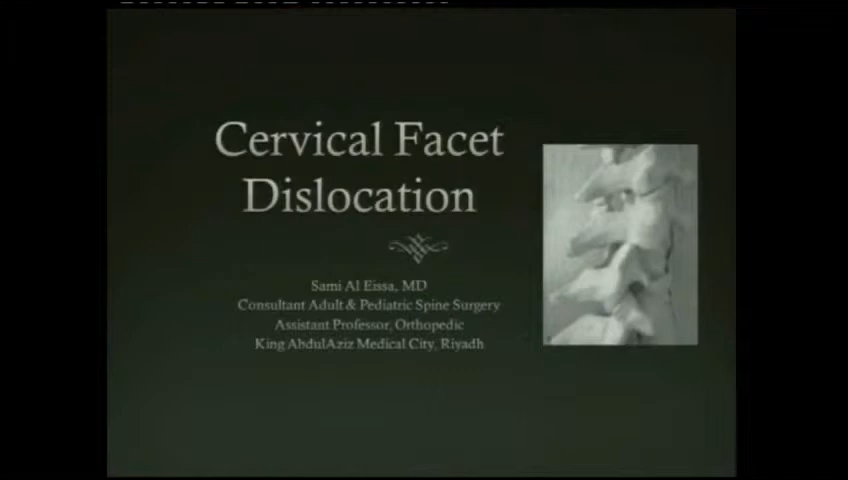 Cervical Facet
Dislocation
Sami Al Eissa, MD
Consultant Adult & Pediatric Spine Surgery
Assistant Professor, Orthopedic
King AbdulAziz Medical City, Riyadh